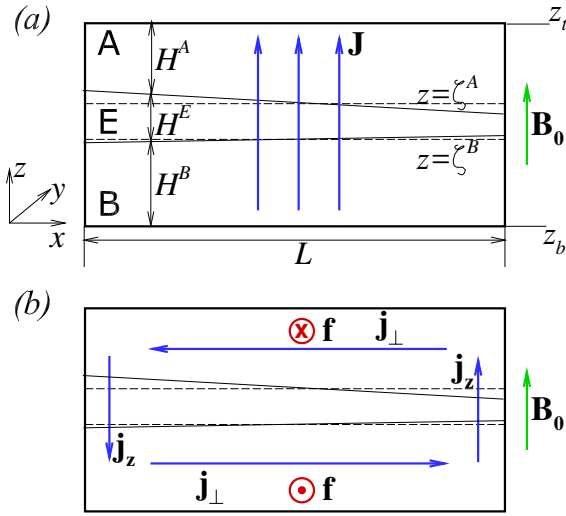 (a)
z_t
A
H^A
J
z=ζ^A
E
H^E
B_0
z=ζ^B
z
y
x
B
H^B
L
z_b
(b)
x f j_⊥
j_z
B_0
j_z
j_⊥ f